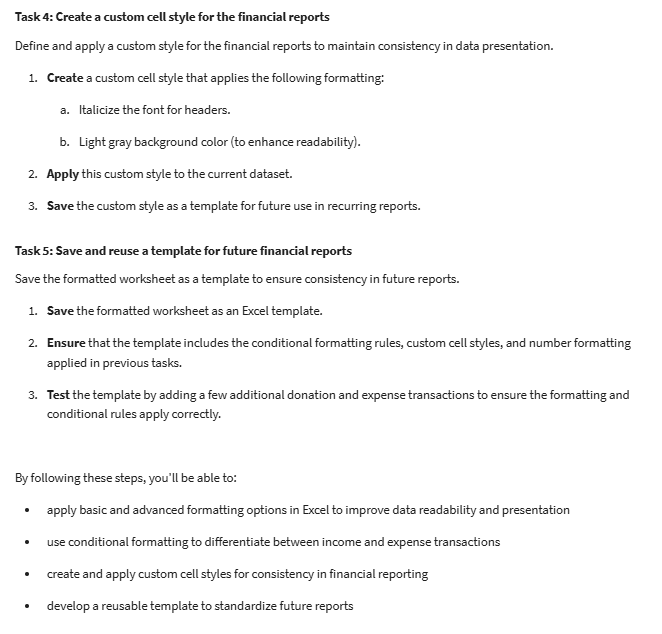 Task 4: Create a custom cell style for the financial reports
Define and apply a custom style for the financial reports to maintain consistency in data presentation.
1. Create a custom cell style that applies the following formatting:
a. Italicize the font for headers.
b. Light gray background color (to enhance readability).
2. Apply this custom style to the current dataset.
3. Save the custom style as a template for future use in recurring reports.
Task 5: Save and reuse a template for future financial reports
Save the formatted worksheet as a template to ensure consistency in future reports.
1. Save the formatted worksheet as an Excel template.
2. Ensure that the template includes the conditional formatting rules, custom cell styles, and number formatting
applied in previous tasks.
3. Test the template by adding a few additional donation and expense transactions to ensure the formatting and
conditional rules apply correctly.
By following these steps, you'll be able to:
• apply basic and advanced formatting options in Excel to improve data readability and presentation
• use conditional formatting to differentiate between income and expense transactions
• create and apply custom cell styles for consistency in financial reporting
• develop a reusable template to standardize future reports